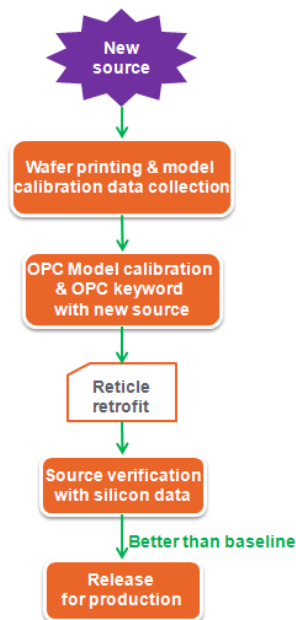 New
source
Wafer printing & model
calibration data collection
OPC Model calibration
& OPC keyword
with new source
Reticle
retrofit
Source verification
with silicon data
Better than baseline
Release
for production